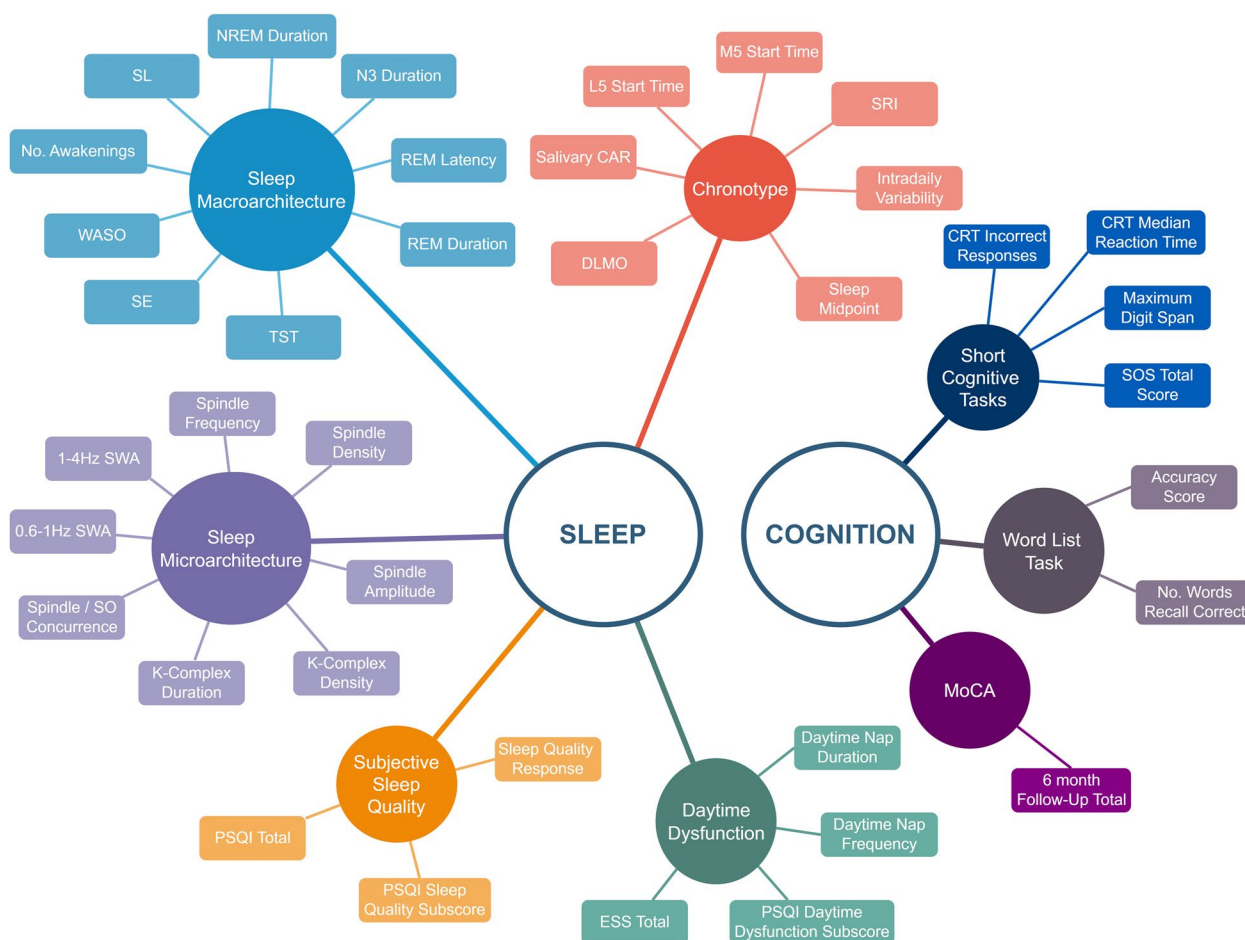 NREM Duration
SL
N3 Duration
No. Awakenings
Sleep
Macroarchitecture
REM Latency
WASO
REM Duration
SE
TST
M5 Start Time
L5 Start Time
SRI
Salivary CAR
Chronotype
Intradaily
Variability
DLMO
Sleep
Midpoint
CRT Incorrect
Responses
CRT Median
Reaction Time
Maximum
Digit Span
Short
Cognitive
Tasks
SOS Total
Score
Spindle
Frequency
Spindle
Density
1-4Hz SWA
0.6-1Hz SWA
Sleep
Microarchitecture
Spindle
Amplitude
Spindle / SO
Concurrence
K-Complex
Duration
K-Complex
Density
SLEEP
COGNITION
Accuracy
Score
Word List
Task
No. Words
Recall Correct
MoCA
6 month
Follow-Up Total
Subjective
Sleep
Quality
Sleep Quality
Response
PSQI Total
PSQI Sleep
Quality Subscore
Daytime Nap
Duration
Daytime
Dysfunction
Daytime Nap
Frequency
ESS Total
PSQI Daytime
Dysfunction Subscore